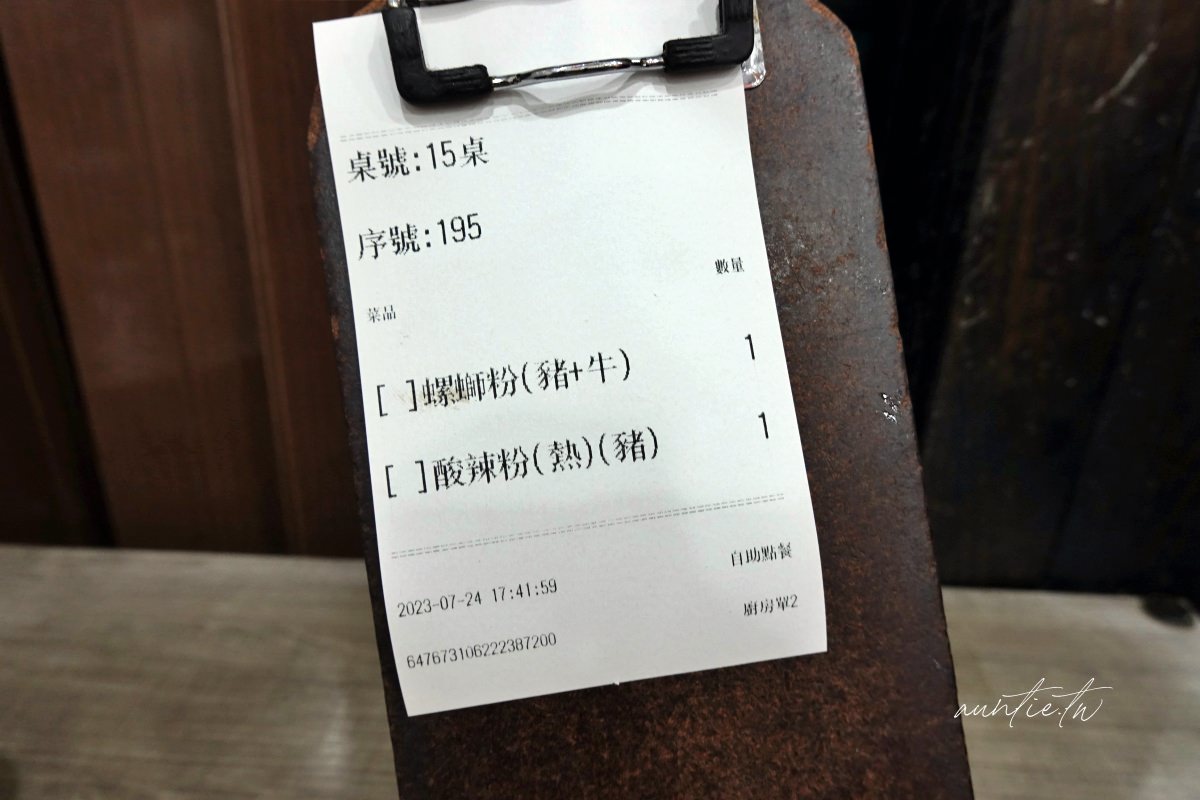 桌號:15桌
序號:195
數量
菜品
[ ]螺螄粉(豬+牛) 1
[ ]酸辣粉(熱)(豬) 1
自助點餐
2023-07-24 17:41:59
廚房單2
647673106222387200
auntie.tw